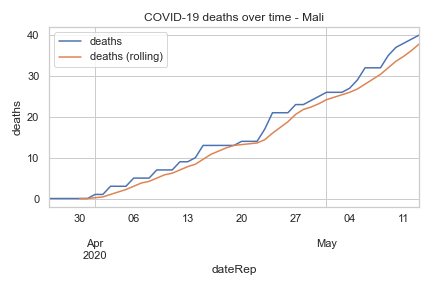 COVID-19 deaths over time - Mali
deaths
deaths (rolling)
40
30
20
10
0
deaths
30 06 13 20 27 04 11
Apr May
2020
dateRep